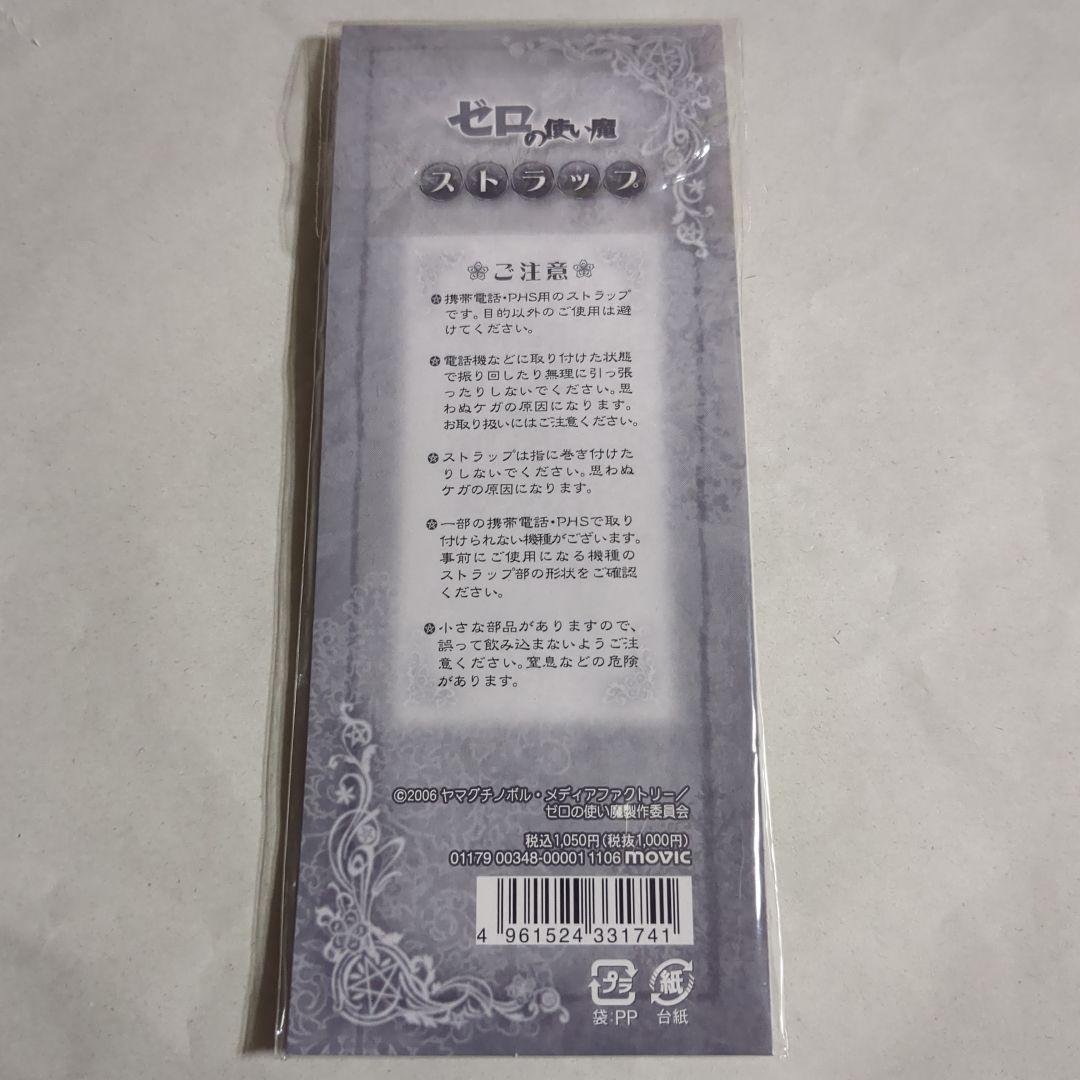 ゼロの使い魔
ストラップ
ご注意
携帯電話・PHS用のストラップ
です。目的以外のご使用は避
けてください。
電話機などに取り付けた状態
で振り回したり無理に引っ張
ったりしないでください。思
わぬケガの原因になります。
お取り扱いにはご注意ください。
ストラップは指に巻き付けた
りしないでください。思わぬ
ケガの原因になります。
一部の携帯電話・PHSで取り
付けられない機種がございます。
事前にご使用になる機種の
ストラップ部の形状をご確認
ください。
小さな部品がありますので、
誤って飲み込まないようご注
意ください。窒息などの危険
があります。
©2006 ヤマグチノボル・メディアファクトリー/
ゼロの使い魔製作委員会
税込1,050円(税抜1,000円)
01179 00348-00001 1106 movic
4 961524 331741
プラ 紙
袋:PP 台紙